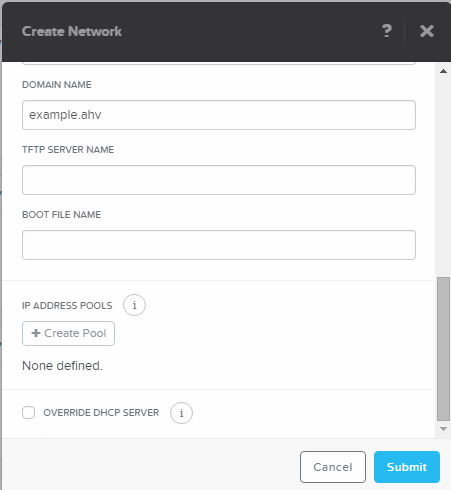 Create Network ?
DOMAIN NAME
example.ahv
TFTP SERVER NAME
BOOT FILE NAME
IP ADDRESS POOLS i
+ Create Pool
None defined.
OVERRIDE DHCP SERVER i
Cancel Submit